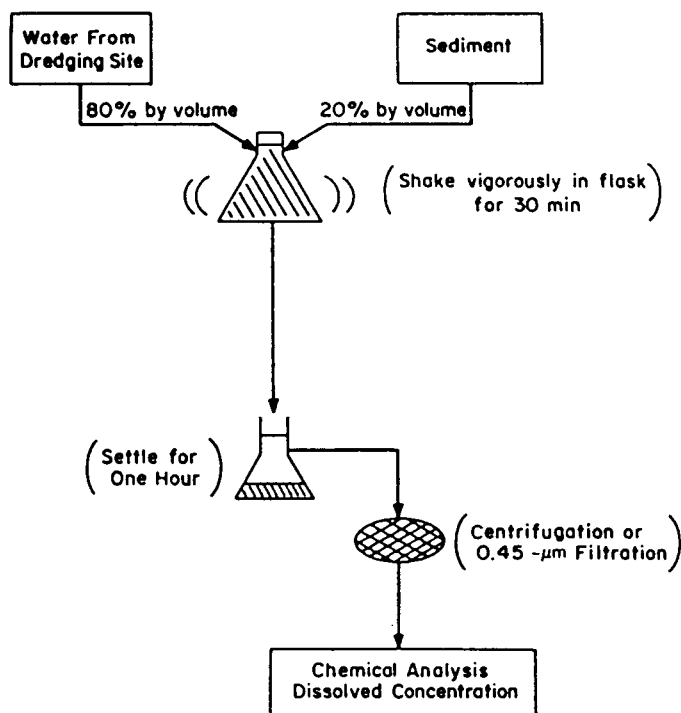 Water From
Dredging Site
Sediment
80% by volume
20% by volume
(Shake vigorously in flask
for 30 min)
(Settle for
One Hour)
(Centrifugation or
0.45 -μm Filtration)
Chemical Analysis
Dissolved Concentration